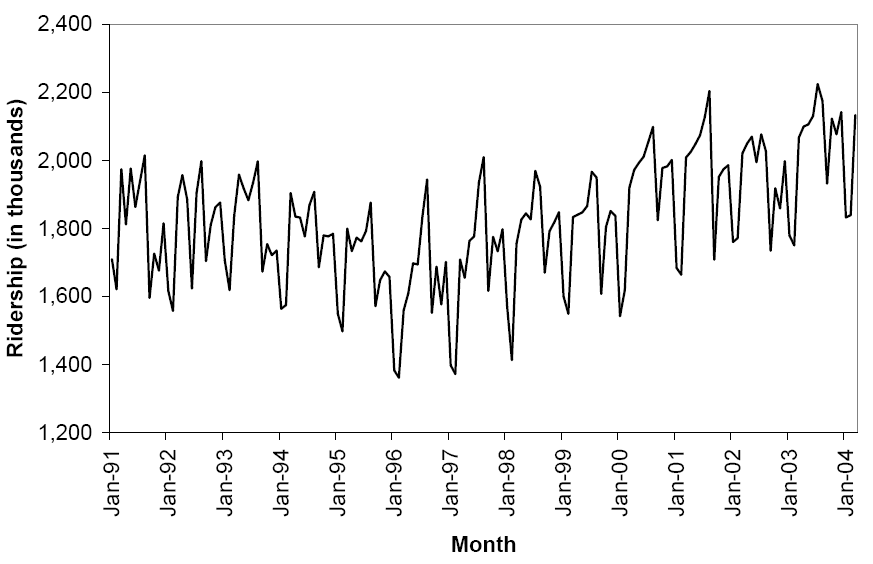 2,400
2,200
2,000
1,800
1,600
1,400
1,200
Ridership (in thousands)
Jan-91
Jan-92
Jan-93
Jan-94
Jan-95
Jan-96
Jan-97
Jan-98
Jan-99
Jan-00
Jan-01
Jan-02
Jan-03
Jan-04
Month